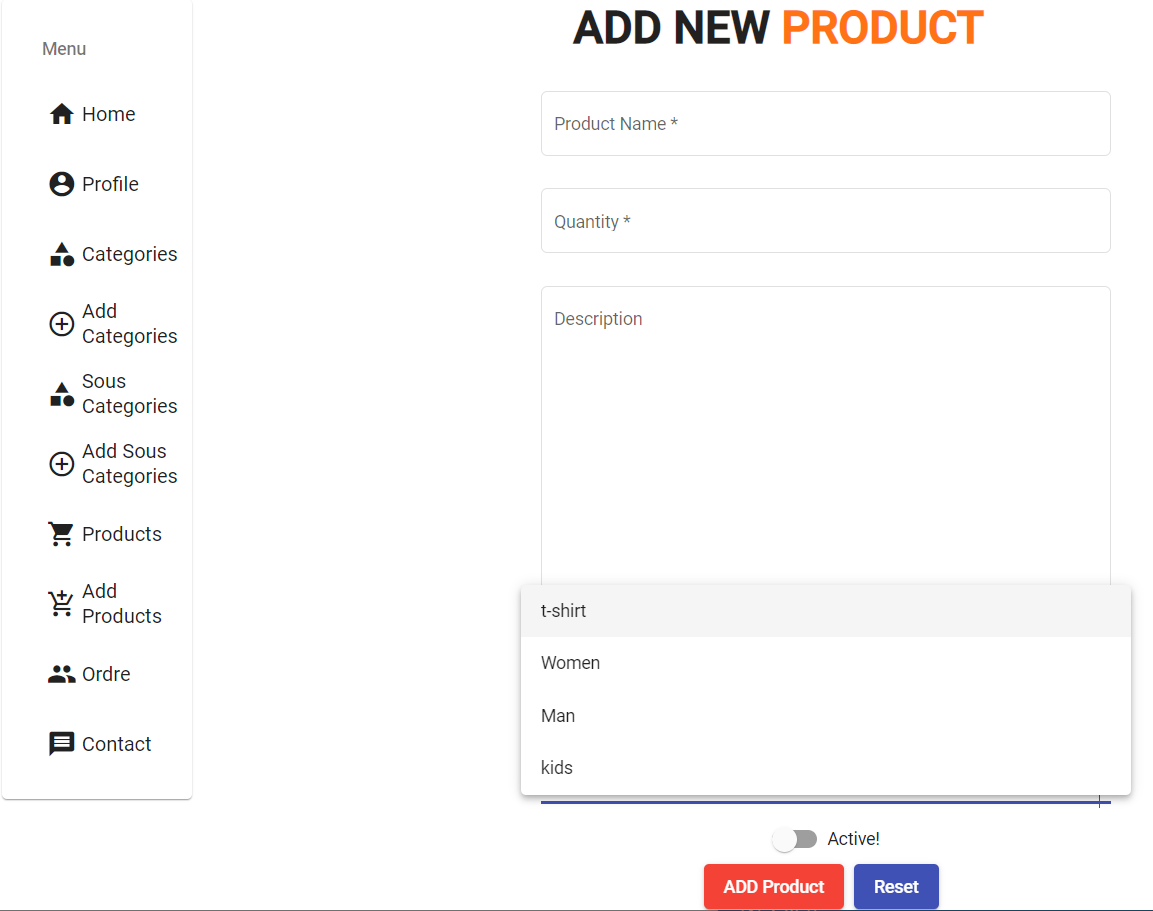 Menu
Home
Profile
Categories
Add
Categories
Sous
Categories
Add Sous
Categories
Products
Add
Products
Ordre
Contact
ADD NEW PRODUCT
Product Name *
Quantity *
Description
t-shirt
Women
Man
kids
Active!
ADD Product
Reset